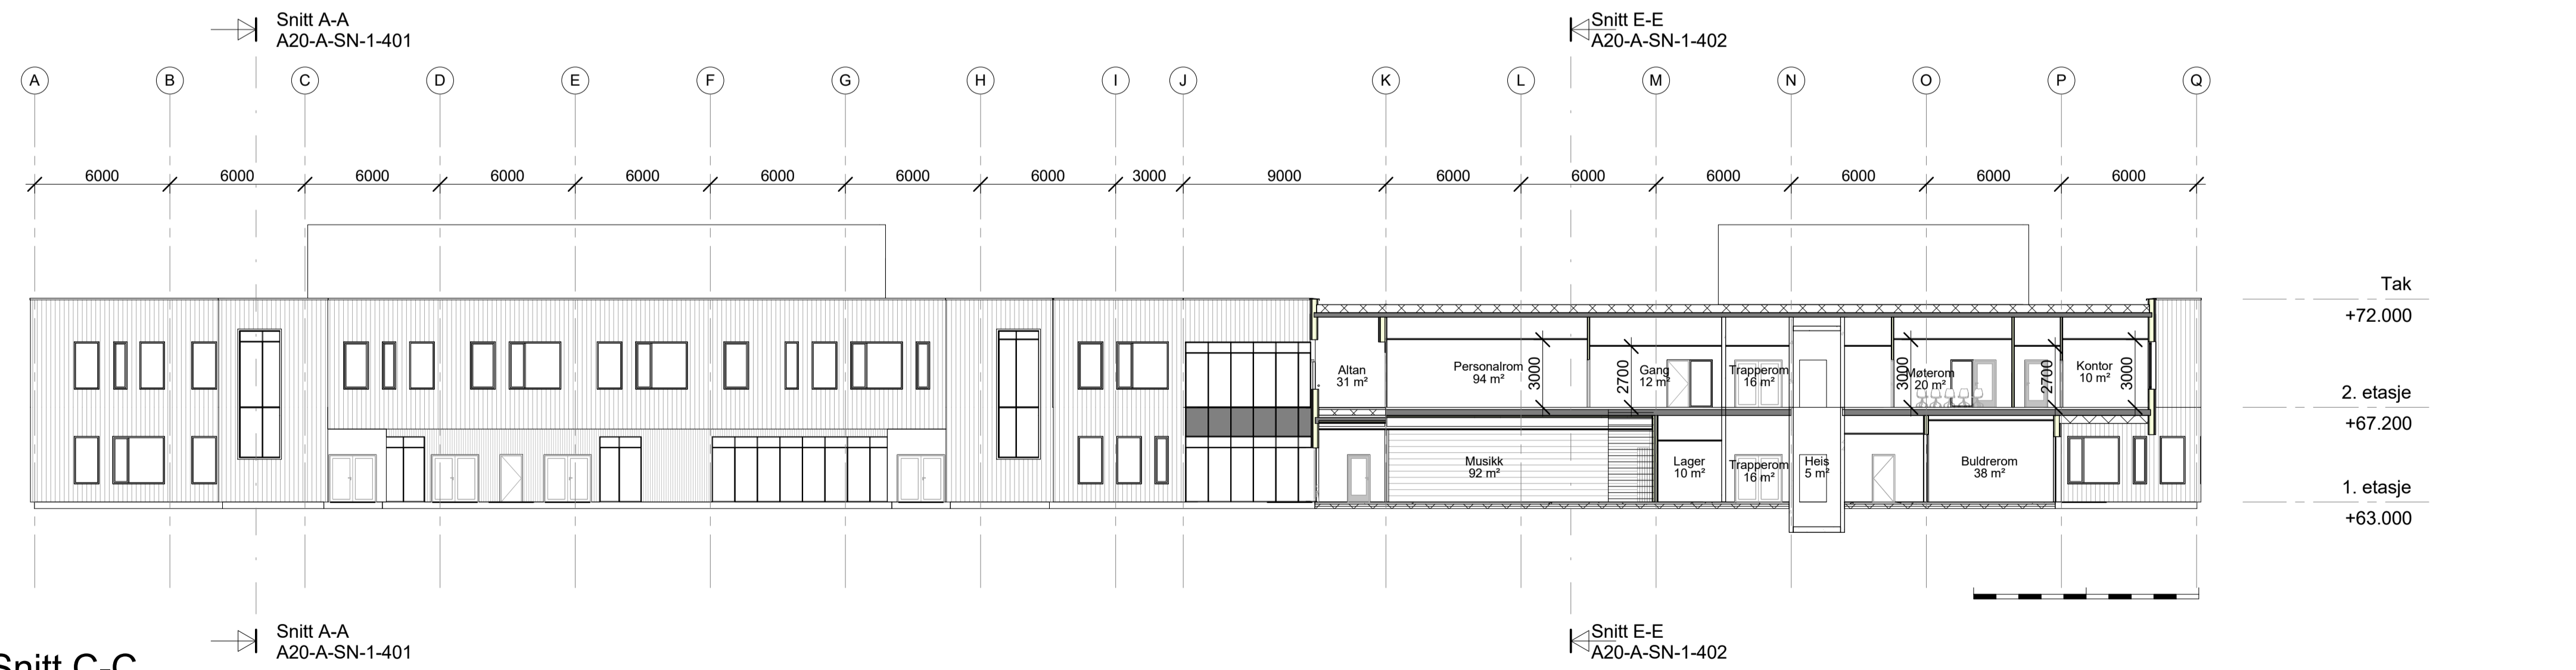 Snitt A-A
A20-A-SN-1-401
Snitt E-E
A20-A-SN-1-402
A B C D E F G H I J K L M N O P Q
6000 6000 6000 6000 6000 6000 6000 6000 3000 9000 6000 6000 6000 6000 6000 6000
Tak
+72.000
Altan
31 m²
Personalrom
94 m²
3000
2700
Gang
12 m²
Trapperom
16 m²
3000
Møterom
20 m²
2700
Kontor
10 m²
3000
2. etasje
+67.200
Musikk
92 m²
Lager
10 m²
Trapperom
16 m²
Heis
5 m²
Buldrerom
38 m²
1. etasje
+63.000
Snitt A-A
A20-A-SN-1-401
Snitt E-E
A20-A-SN-1-402
Snitt C-C